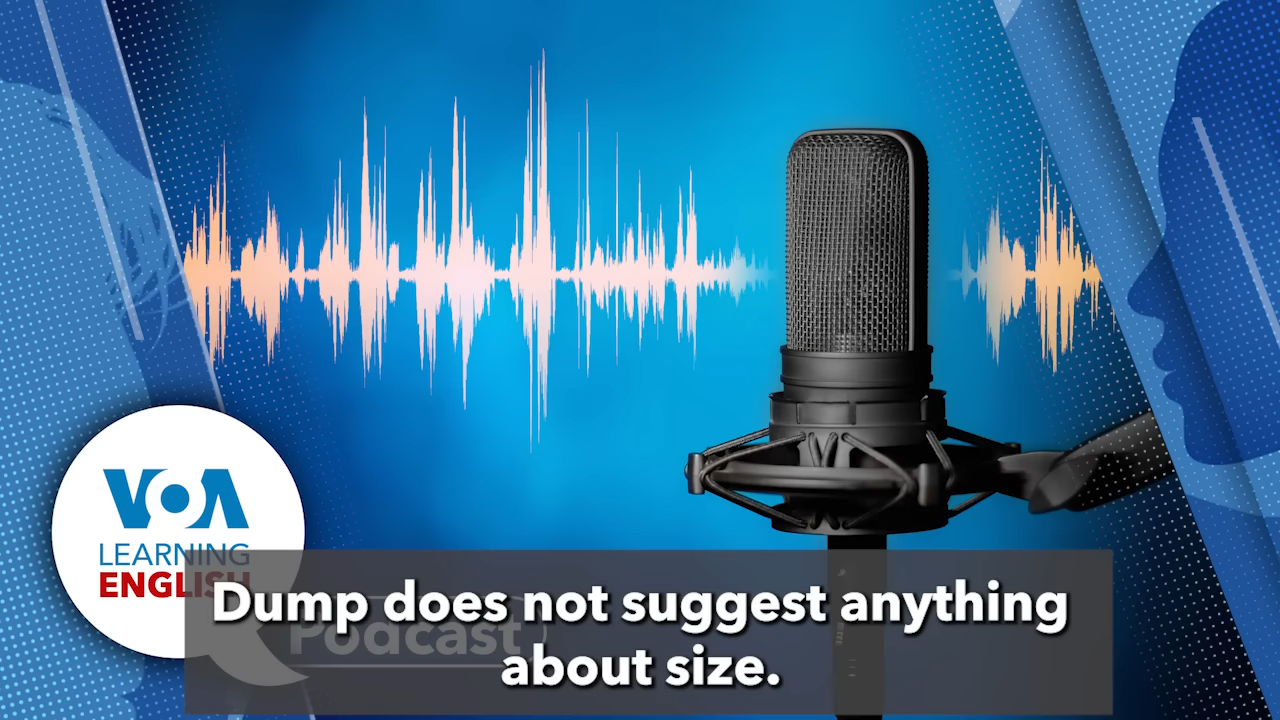 VOA
LEARNING
ENGLISH
Podcast
Dump does not suggest anything
about size.